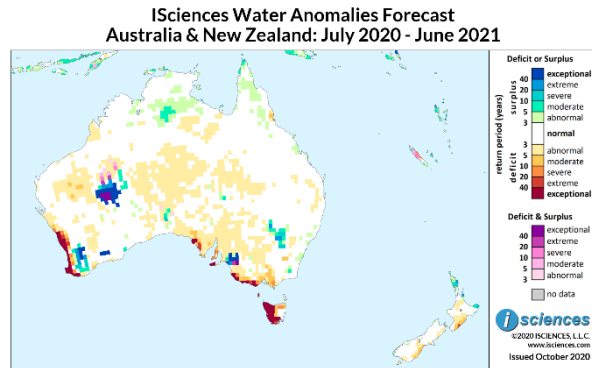 ISciences Water Anomalies Forecast
Australia & New Zealand: July 2020 - June 2021
Deficit or Surplus
return period (years)
surplus
deficit
exceptional
40
extreme
20
severe
10
moderate
5
abnormal
3
normal
3
abnormal
5
moderate
10
severe
20
extreme
40
exceptional
Deficit & Surplus
exceptional
40
extreme
20
severe
10
moderate
5
abnormal
3
no data
isciences
©2020 ISCIENCES, L.L.C.
www.isciences.com
Issued October 2020